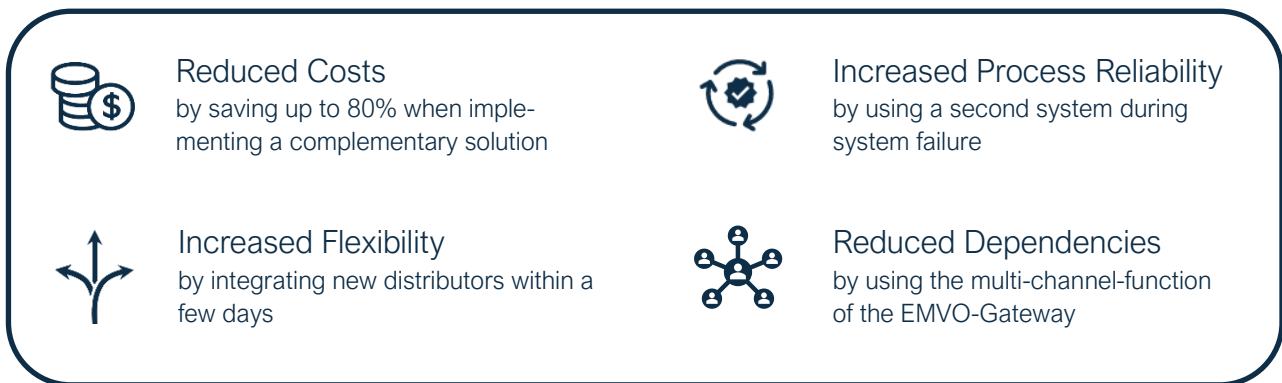 Reduced Costs
by saving up to 80% when imple-
menting a complementary solution
Increased Process Reliability
by using a second system during
system failure
Increased Flexibility
by integrating new distributors within a
few days
Reduced Dependencies
by using the multi-channel-function
of the EMVO-Gateway
$